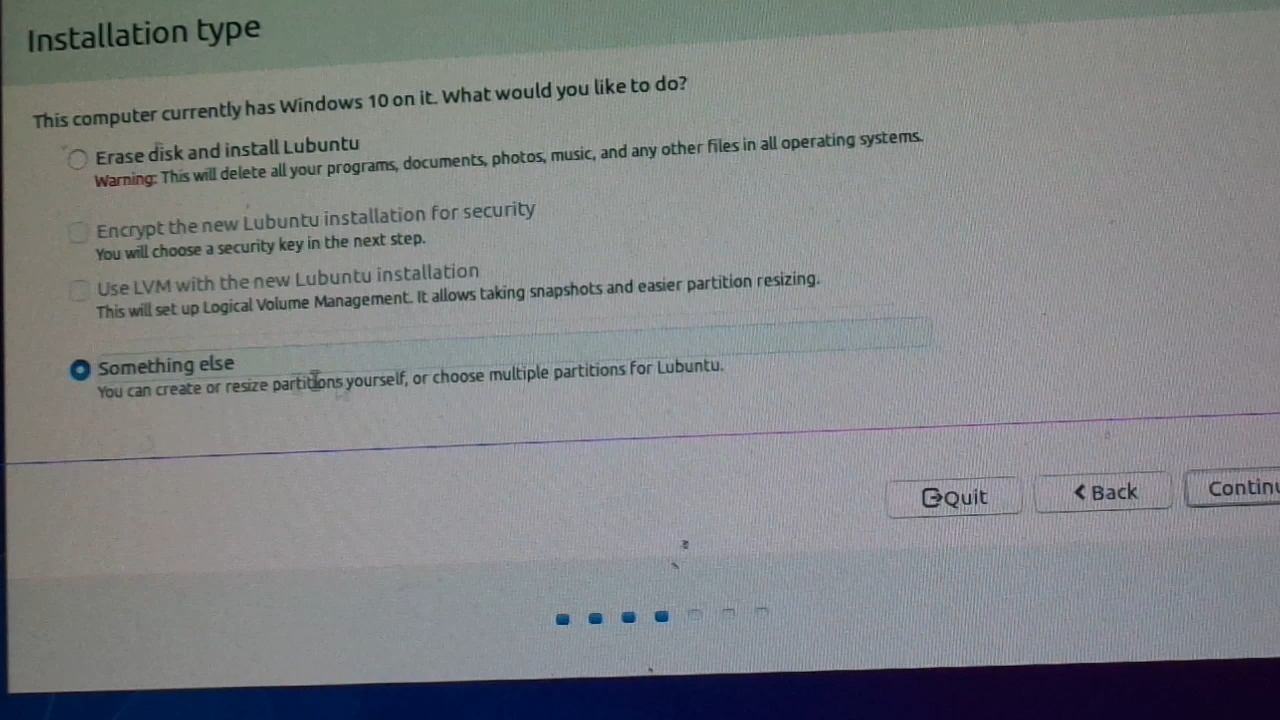 Installation type
This computer currently has Windows 10 on it. What would you like to do?
Erase disk and install Lubuntu
Warning: This will delete all your programs, documents, photos, music, and any other files in all operating systems.
Encrypt the new Lubuntu installation for security
You will choose a security key in the next step.
Use LVM with the new Lubuntu installation
This will set up Logical Volume Management. It allows taking snapshots and easier partition resizing.
Something else
You can create or resize partitions yourself, or choose multiple partitions for Lubuntu.
Quit
Back
Continu